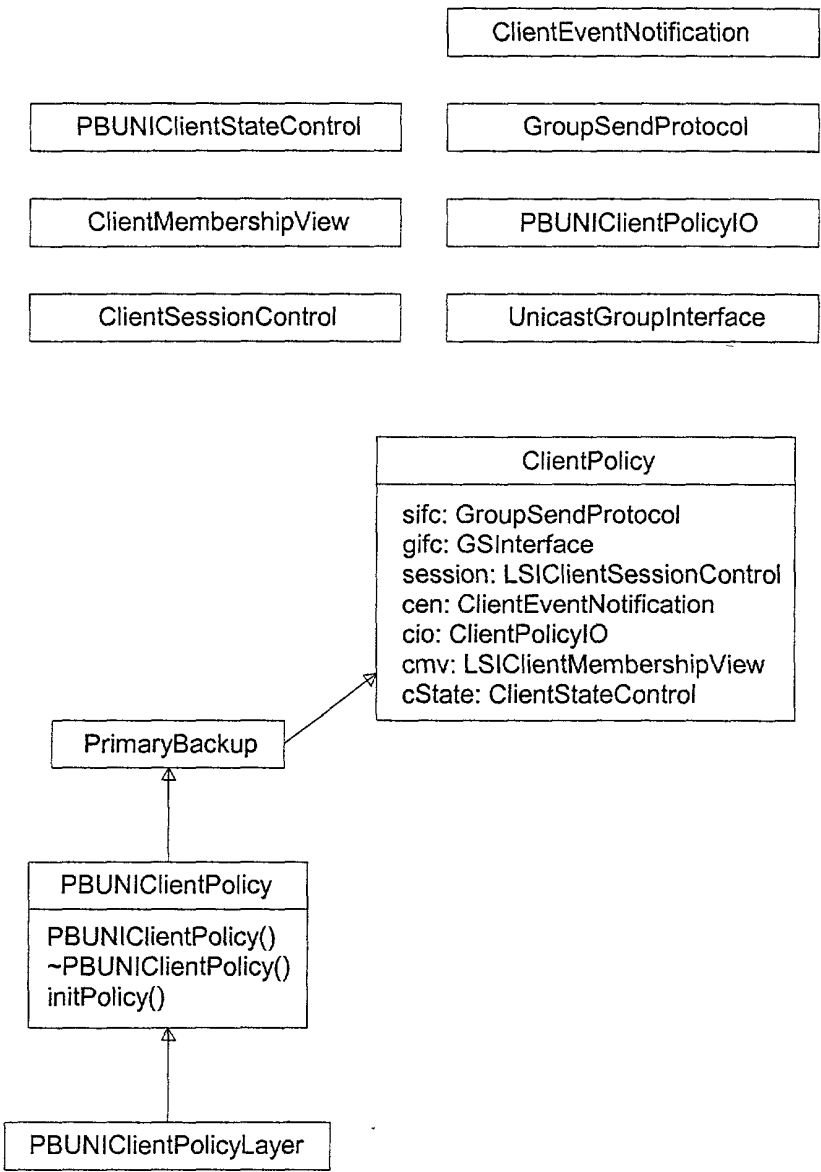 ClientEventNotification
PBUNIClientStateControl
GroupSendProtocol
ClientMembershipView
PBUNIClientPolicyIO
ClientSessionControl
UnicastGroupInterface
ClientPolicy
sifc: GroupSendProtocol
gifc: GSInterface
session: LSIClientSessionControl
cen: ClientEventNotification
cio: ClientPolicyIO
cmv: LSIClientMembershipView
cState: ClientStateControl
PrimaryBackup
PBUNIClientPolicy
PBUNIClientPolicy()
~PBUNIClientPolicy()
initPolicy()
PBUNIClientPolicyLayer